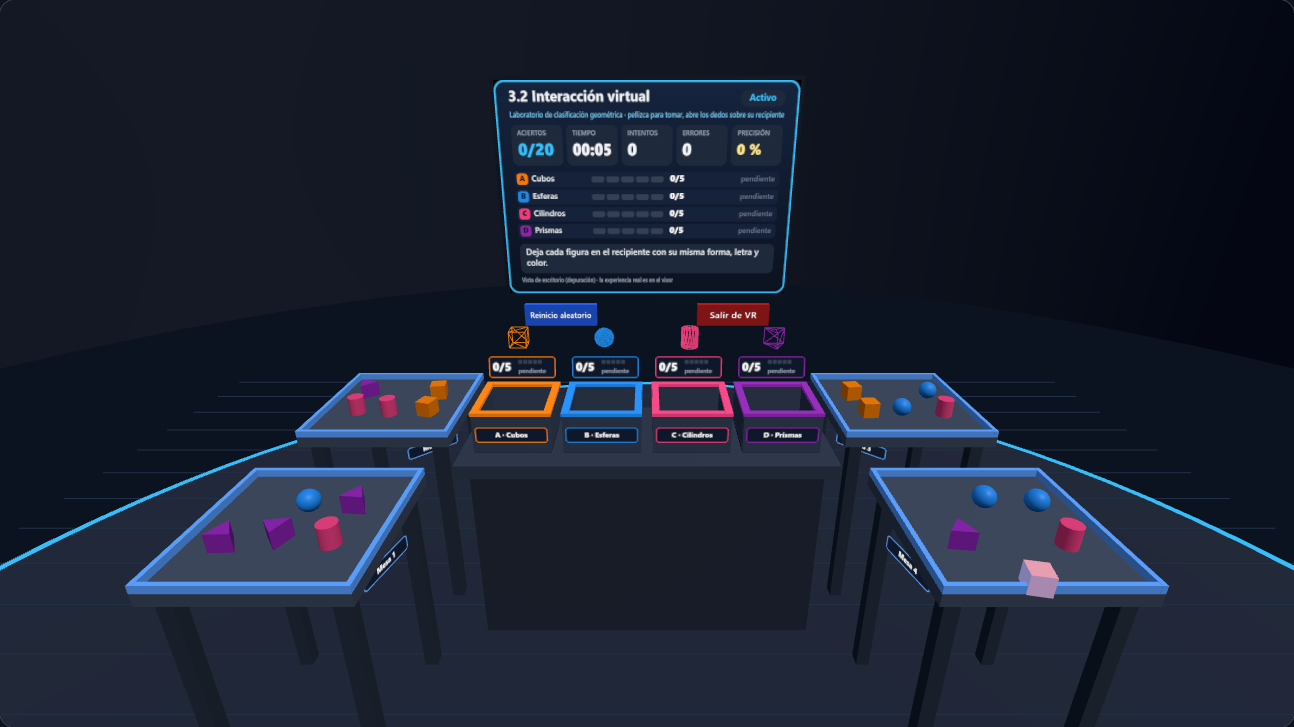 3.2 Interacción virtual
Activo
Laboratorio de clasificación geométrica - pellizca para tomar, abre los dedos sobre su recipiente
ACIERTOS TIEMPO INTENTOS ERRORES PRECISIÓN
0/20 00:05 0 0 0 %
A Cubos 0/5 pendiente
B Esferas 0/5 pendiente
C Cilindros 0/5 pendiente
D Prismas 0/5 pendiente
Deja cada figura en el recipiente con su misma forma, letra y
color.
Vista de escritorio (depuración) - la experiencia real es en el visor
Reinicio aleatorio
Salir de VR
0/5 pendiente
0/5 pendiente
0/5 pendiente
0/5 pendiente
A · Cubos
B · Esferas
C · Cilindros
D · Prismas
Mesa 1
Mesa 4